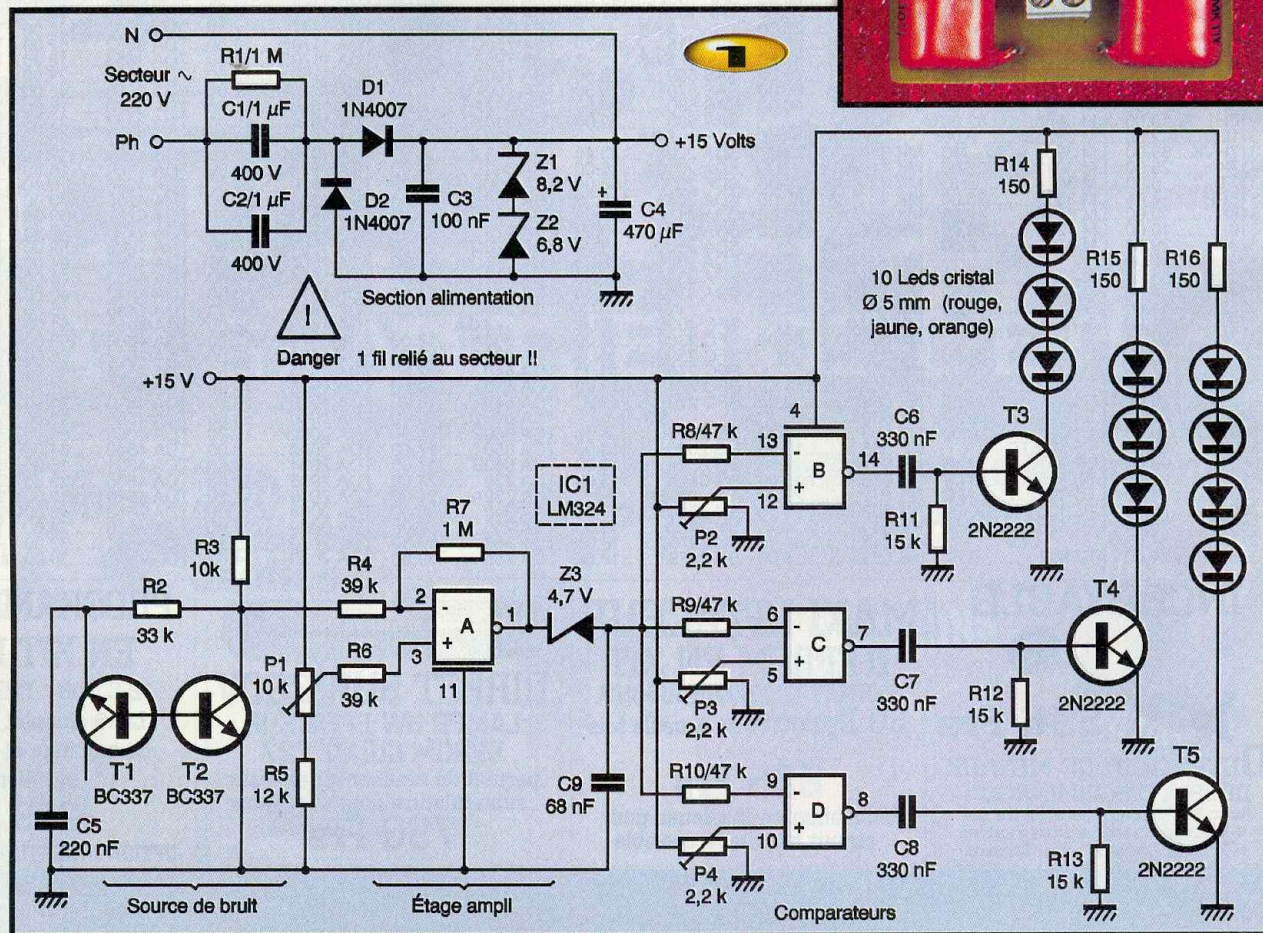 N
R1/1 M
Secteur ~
220 V
C1/1 µF
Ph
400 V
C2/1 µF
400 V
D1
1N4007
D2
1N4007
C3
100 nF
Z1
8,2 V
Z2
6,8 V
+15 Volts
+
C4
470 µF
Section alimentation
!
Danger 1 fil relié au secteur !!
1
R14
150
R15
150
R16
150
10 Leds cristal
Ø 5 mm (rouge,
jaune, orange)
+15 V
R3
10k
R2
33 k
R4
39 k
R7
1 M
IC1
LM324
Z3
4,7 V
2
-
A
1
+
3
11
P1
10 k
R6
39 k
T1
BC337
T2
BC337
R5
12 k
C5
220 nF
C9
68 nF
Source de bruit
Étage ampli
4
R8/47 k
13
-
B
14
+
12
P2
2,2 k
C6
330 nF
R11
15 k
T3
2N2222
R9/47 k
6
-
C
7
+
5
P3
2,2 k
C7
330 nF
R12
15 k
T4
2N2222
R10/47 k
9
-
D
8
+
10
P4
2,2 k
C8
330 nF
R13
15 k
T5
2N2222
Comparateurs